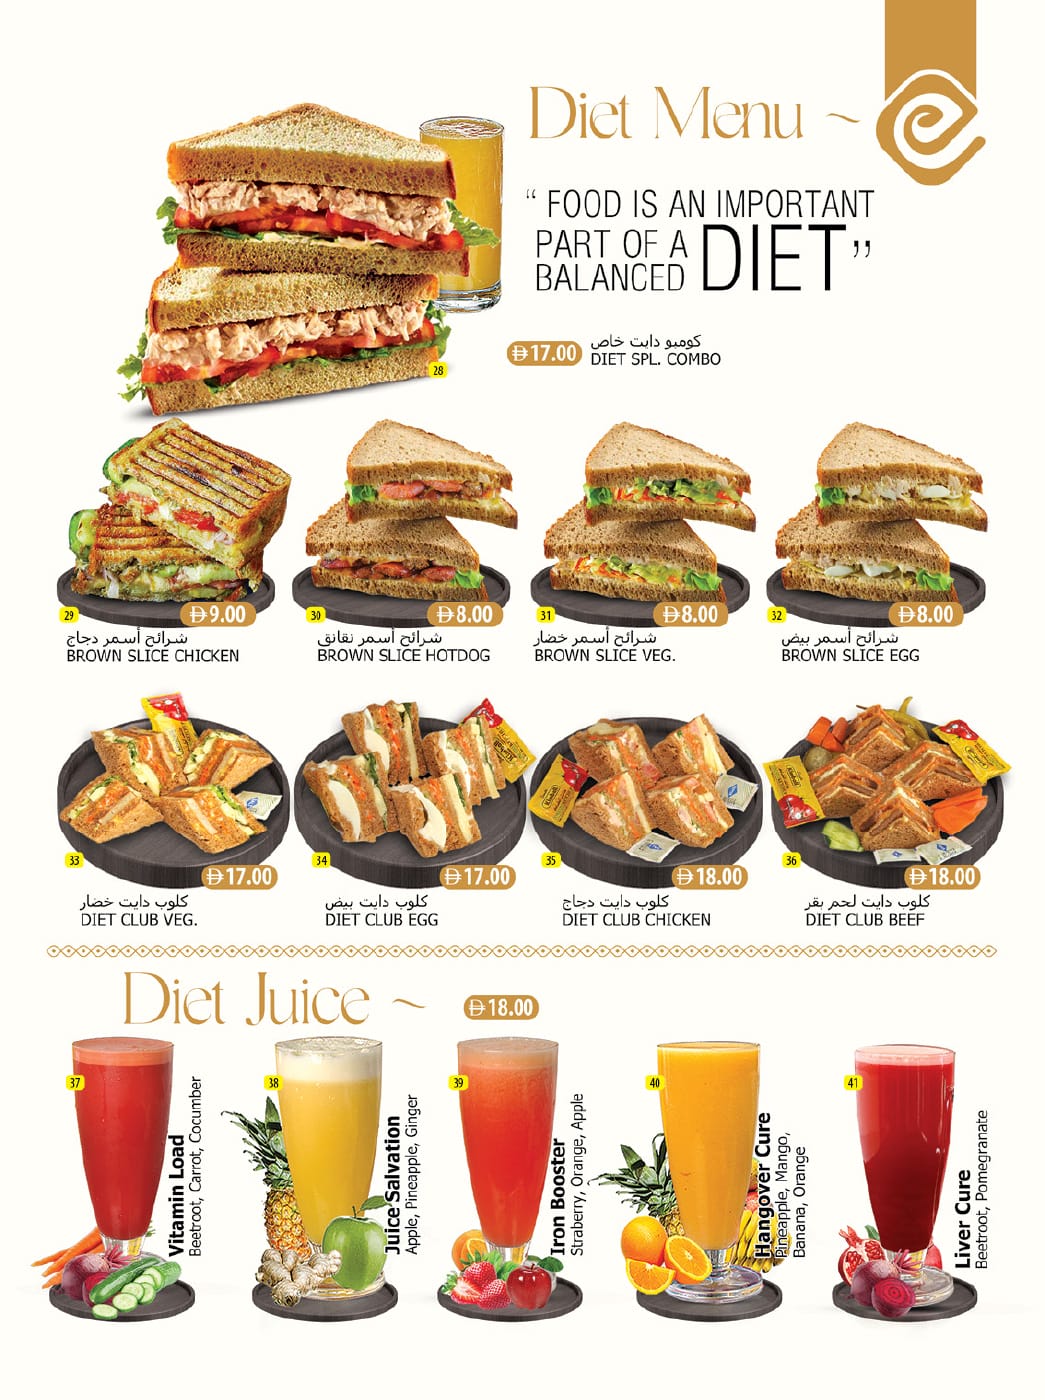 Diet Menu ~
“ FOOD IS AN IMPORTANT
PART OF A
BALANCED DIET ”
17.00
كومبو دايت خاص
DIET SPL. COMBO
28
29
9.00
شرائح أسمر دجاج
BROWN SLICE CHICKEN
30
8.00
شرائح أسمر نقانق
BROWN SLICE HOTDOG
31
8.00
شرائح أسمر خضار
BROWN SLICE VEG.
32
8.00
شرائح أسمر بيض
BROWN SLICE EGG
33
17.00
كلوب دايت خضار
DIET CLUB VEG.
34
17.00
كلوب دايت بيض
DIET CLUB EGG
35
18.00
كلوب دايت دجاج
DIET CLUB CHICKEN
36
18.00
كلوب دايت لحم بقر
DIET CLUB BEEF
Diet Juice ~
18.00
37
Vitamin Load
Beetroot, Carrot, Cocumber
38
Juice Salvation
Apple, Pineapple, Ginger
39
Iron Booster
Straberry, Orange, Apple
40
Hangover Cure
Pineapple, Mango,
Banana, Orange
41
Liver Cure
Beetroot, Pomegranate